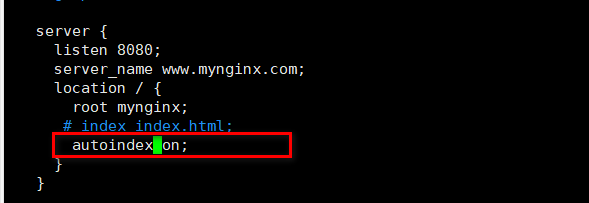 server {
listen 8080;
server_name www.mynginx.com;
location / {
root mynginx;
# index index.html;
autoindex on;
}
}